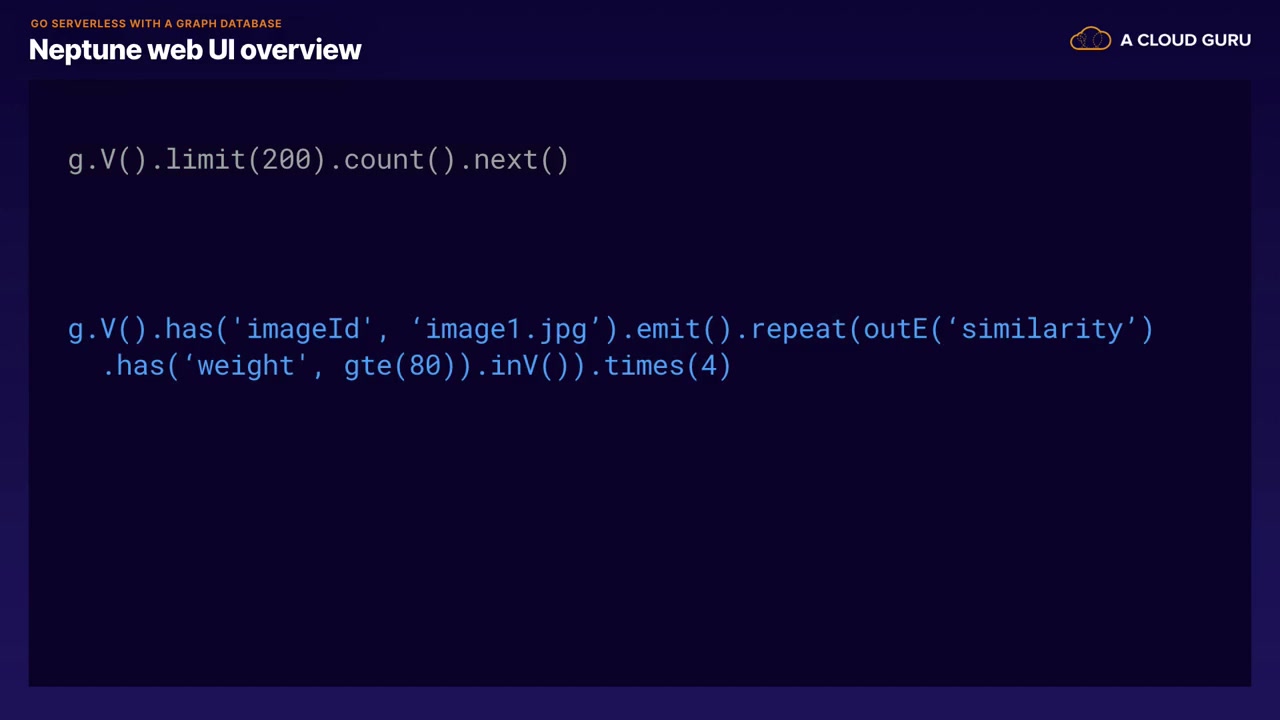 GO SERVERLESS WITH A GRAPH DATABASE
Neptune web UI overview
A CLOUD GURU
g.V().limit(200).count().next()
g.V().has('imageId', ‘image1.jpg’).emit().repeat(outE(‘similarity’)
.has(‘weight', gte(80)).inV()).times(4)